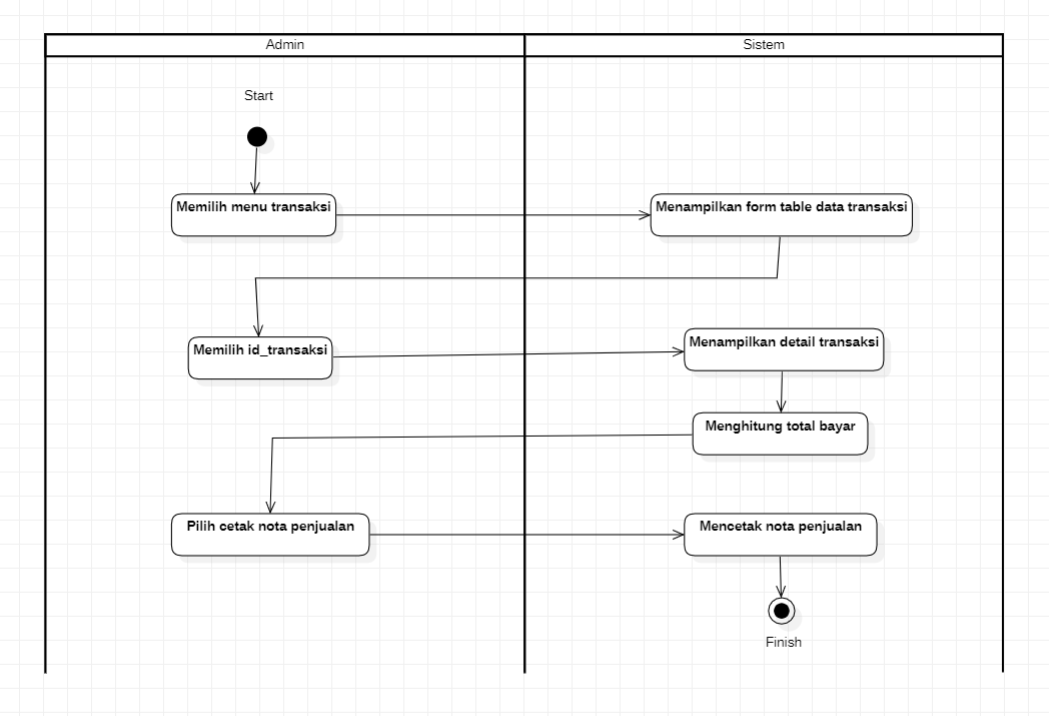 Admin
Sistem
Start
Memilih menu transaksi
Menampilkan form table data transaksi
Memilih id_transaksi
Menampilkan detail transaksi
Menghitung total bayar
Pilih cetak nota penjualan
Mencetak nota penjualan
Finish